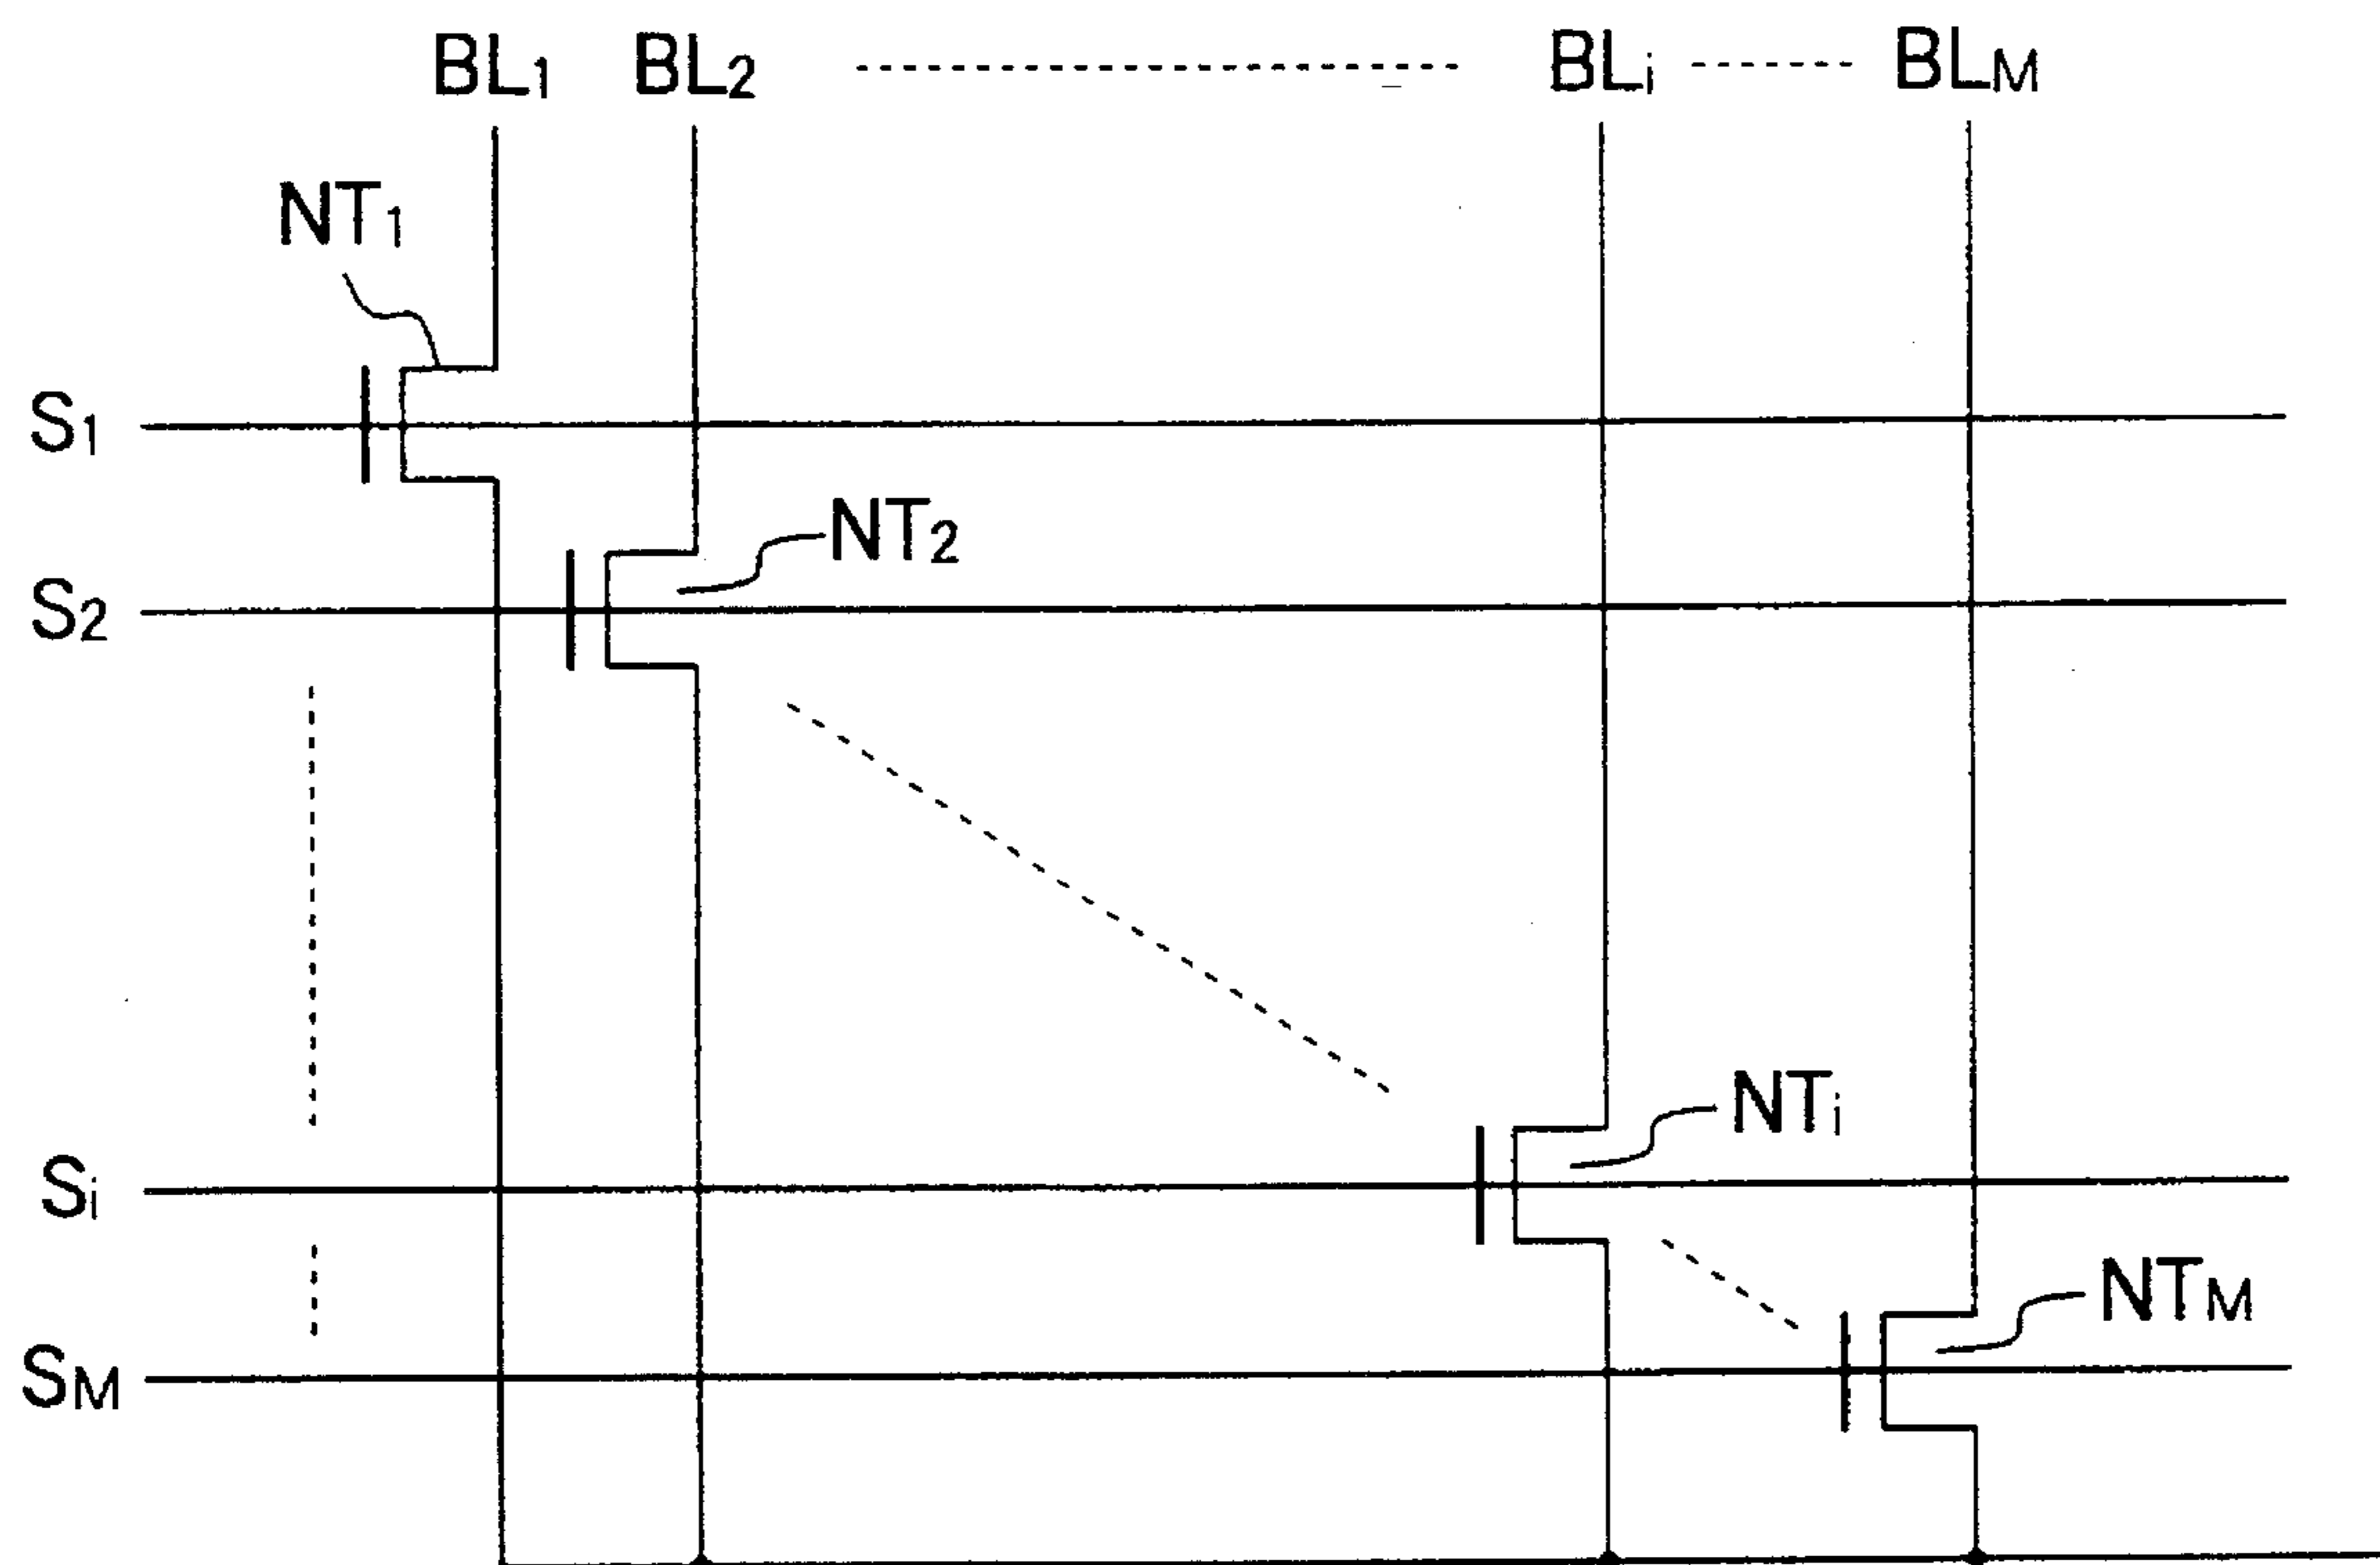 BL1 BL2 BLi BLM
NT1
S1
NT2
S2
NTi
Si
NTM
SM